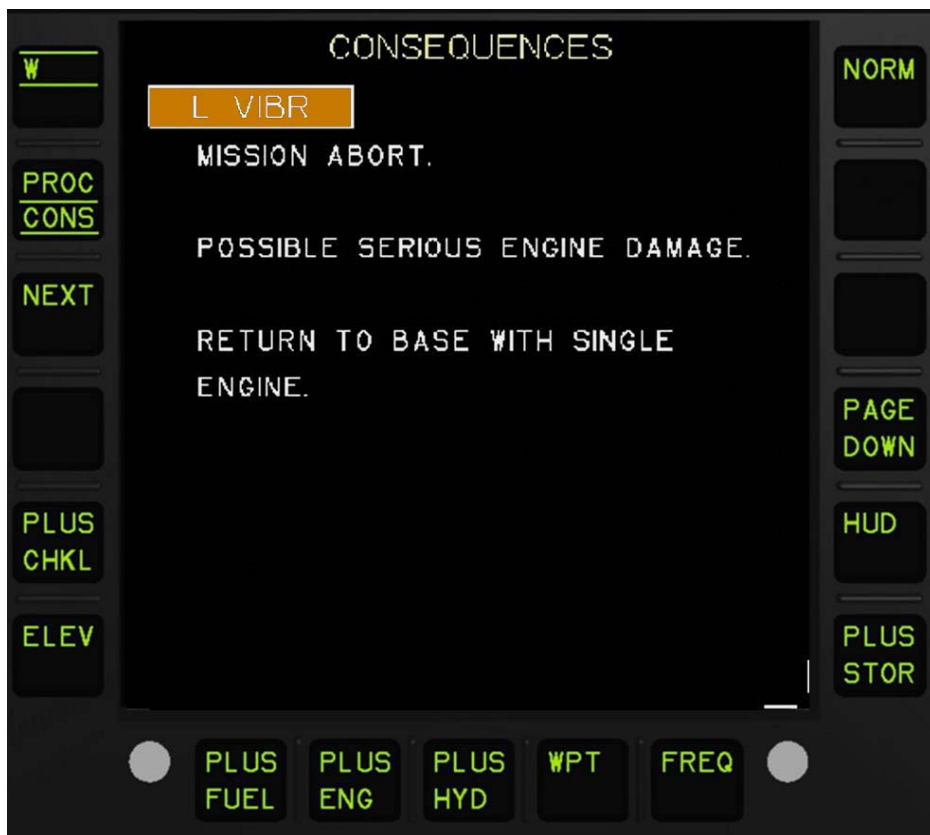 CONSEQUENCES
W
NORM
L VIBR
MISSION ABORT.
PROC
CONS
POSSIBLE SERIOUS ENGINE DAMAGE.
NEXT
RETURN TO BASE WITH SINGLE
ENGINE.
PAGE
DOWN
PLUS
CHKL
HUD
ELEV
PLUS
STOR
PLUS
FUEL
PLUS
ENG
PLUS
HYD
WPT
FREQ